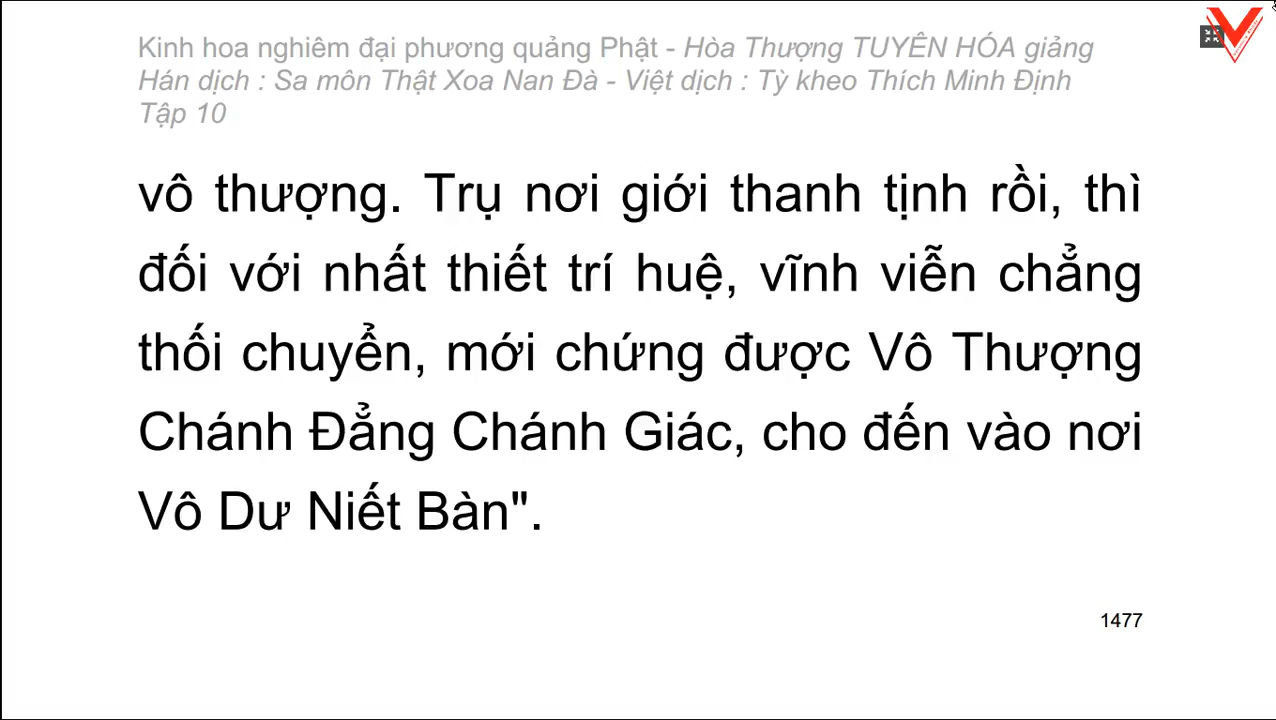 Kinh hoa nghiêm đại phương quảng Phật - Hòa Thượng TUYÊN HÓA giảng
Hán dịch : Sa môn Thật Xoa Nan Đà - Việt dịch : Tỳ kheo Thích Minh Định
Tập 10
vô thượng. Trụ nơi giới thanh tịnh rồi, thì
đối với nhất thiết trí huệ, vĩnh viễn chẳng
thối chuyển, mới chứng được Vô Thượng
Chánh Đẳng Chánh Giác, cho đến vào nơi
Vô Dư Niết Bàn".
1477